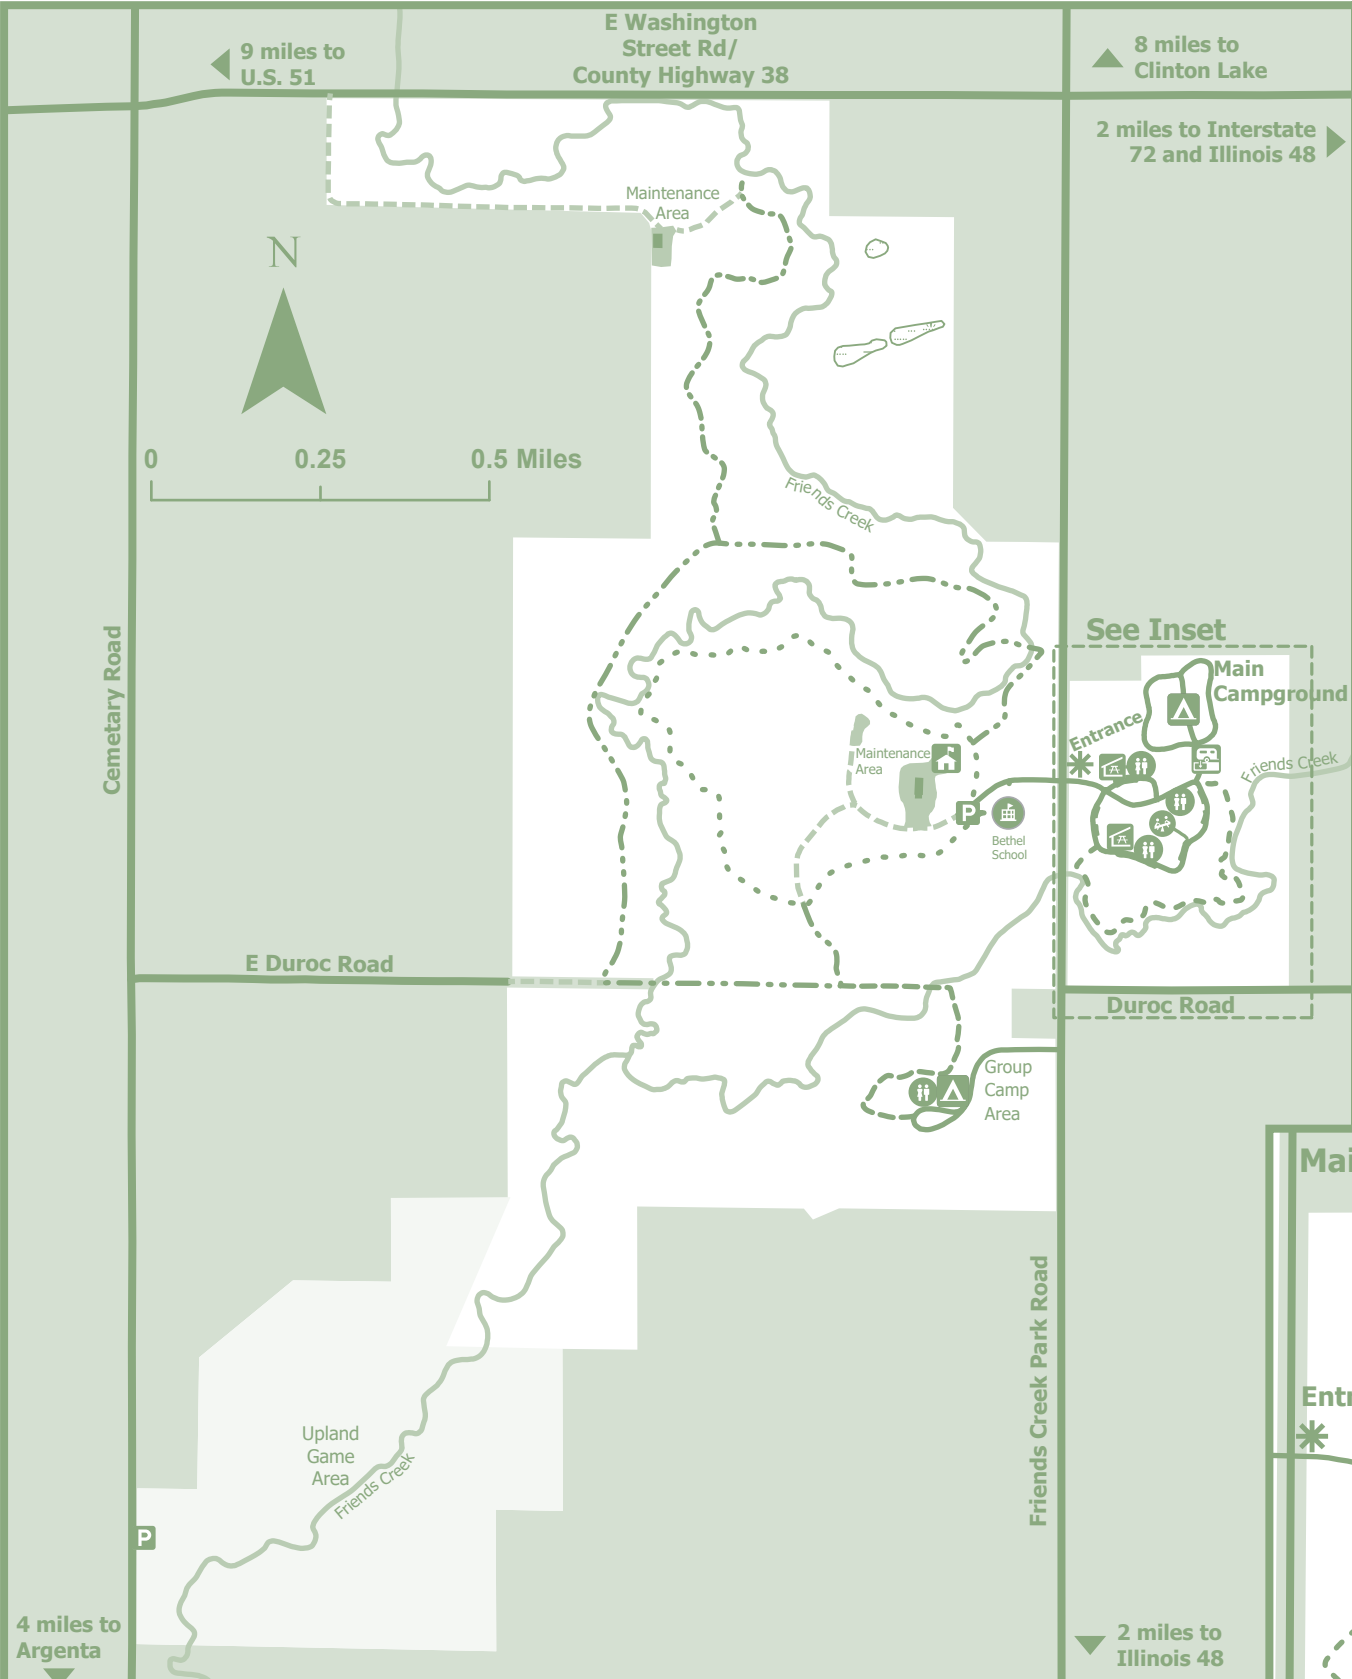 E Washington
Street Rd/
County Highway 38
9 miles to
U.S. 51
8 miles to
Clinton Lake
2 miles to Interstate
72 and Illinois 48
Maintenance
Area
N
0 0.25 0.5 Miles
Friends Creek
Cemetary Road
See Inset
Main
Campground
Entrance
Friends Creek
Maintenance
Area
P
Bethel
School
E Duroc Road
Duroc Road
Group
Camp
Area
Mai
Friends Creek Park Road
Entr
Upland
Game
Area
Friends Creek
P
4 miles to
Argenta
2 miles to
Illinois 48